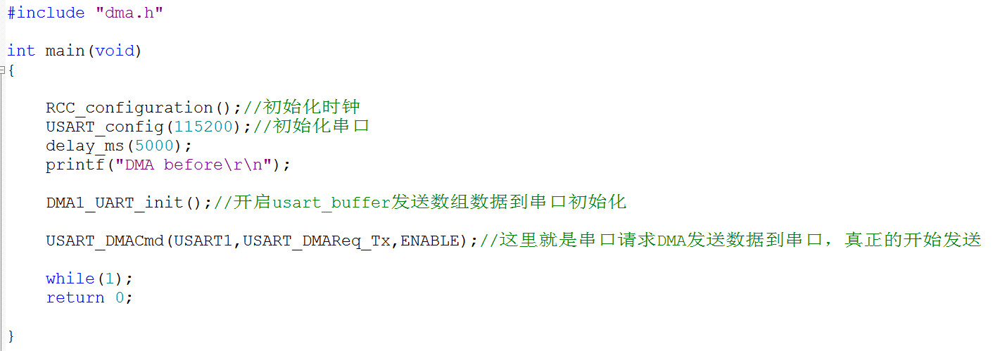 #include "dma.h"
int main(void)
{
RCC_configuration();//初始化时钟
USART_config(115200);//初始化串口
delay_ms(5000);
printf("DMA before\r\n");
DMA1_UART_init();//开启usart_buffer发送数组数据到串口初始化
USART_DMACmd(USART1,USART_DMAReq_Tx,ENABLE);//这里就是串口请求DMA发送数据到串口，真正的开始发送
while(1);
return 0;
}